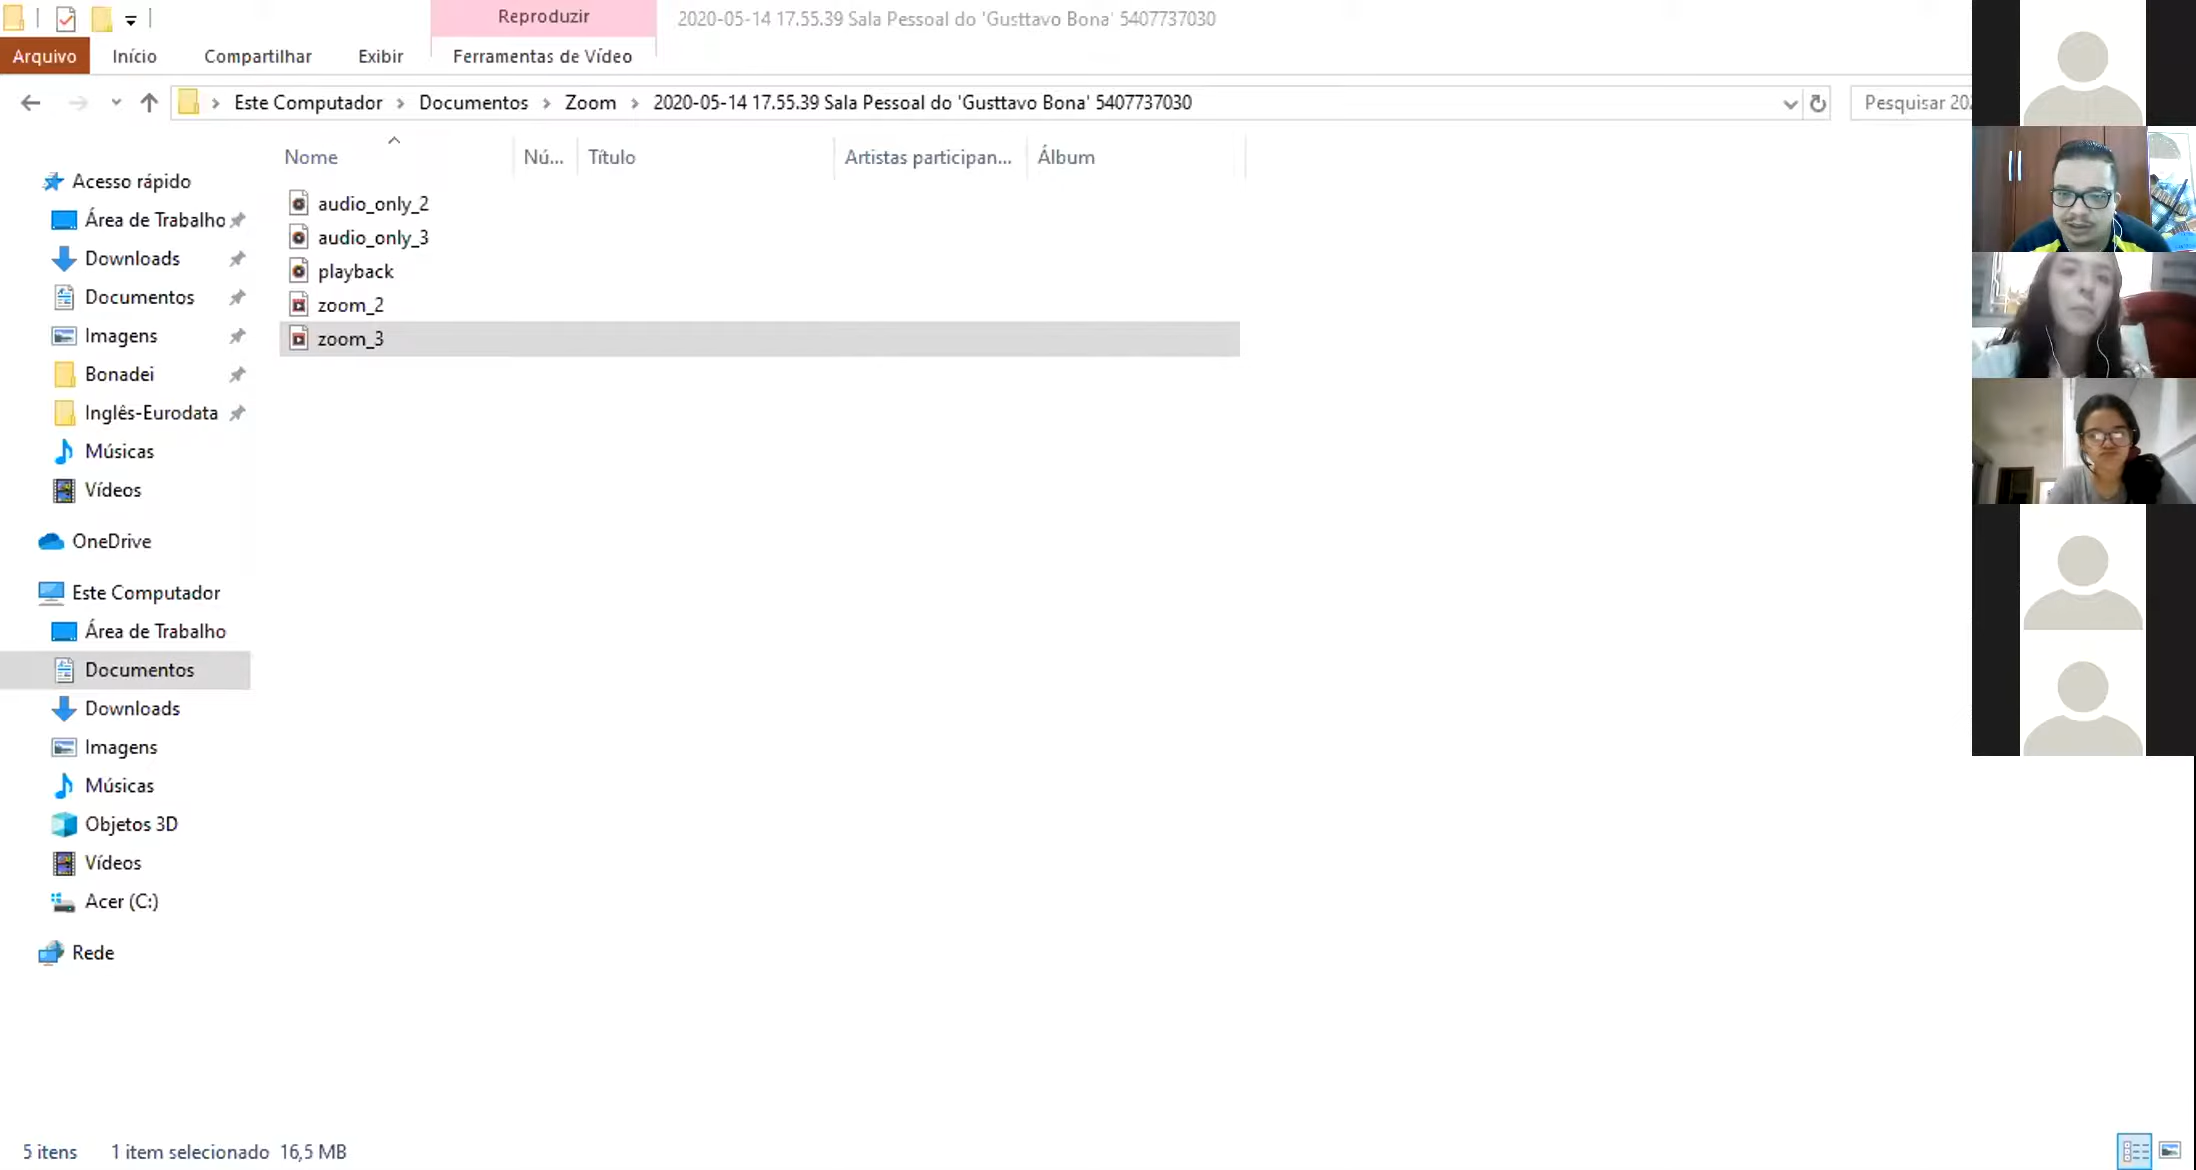 Reproduzir
2020-05-14 17.55.39 Sala Pessoal do 'Gusttavo Bona' 5407737030
Arquivo
Início
Compartilhar
Exibir
Ferramentas de Vídeo
Este Computador > Documentos > Zoom > 2020-05-14 17.55.39 Sala Pessoal do 'Gusttavo Bona' 5407737030
Pesquisar 20
Nome
Nú...
Título
Artistas participan...
Álbum
audio_only_2
audio_only_3
playback
zoom_2
zoom_3
Acesso rápido
Área de Trabalho
Downloads
Documentos
Imagens
Bonadei
Inglês-Eurodata
Músicas
Vídeos
OneDrive
Este Computador
Área de Trabalho
Documentos
Downloads
Imagens
Músicas
Objetos 3D
Vídeos
Acer (C:)
Rede
5 itens
1 item selecionado 16,5 MB